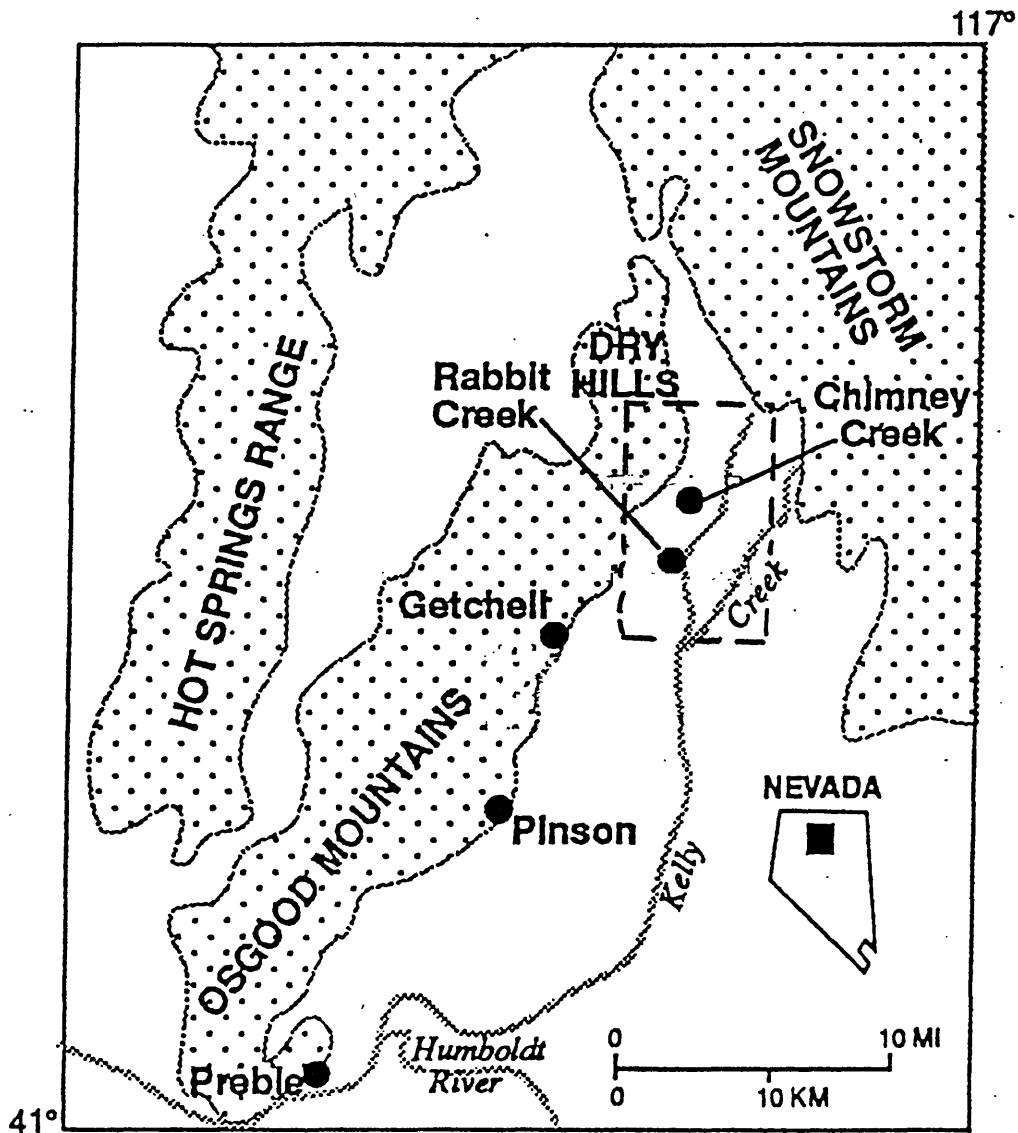 117°
SNOWSTORM
MOUNTAINS
HOT SPRINGS RANGE
DRY
HILLS
Rabbit
Creek
Chimney
Creek
Creek
Getchell
OSGOOD MOUNTAINS
Pinson
NEVADA
Kelly
Humboldt
River
Preble
0 10 MI
0 10 KM
41°